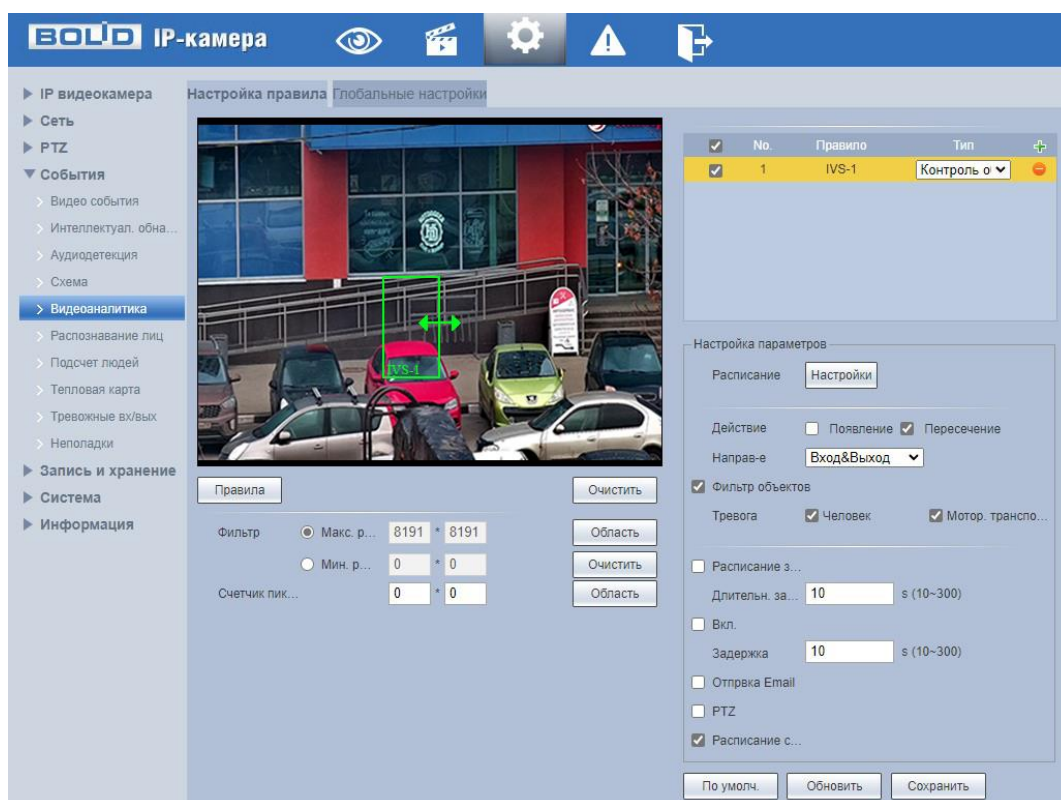 BOLID IP-камера
IP видеокамера
Сеть
PTZ
События
Видео события
Интеллектуал. обна...
Аудиодетекция
Схема
Видеоаналитика
Распознавание лиц
Подсчет людей
Тепловая карта
Тревожные вх/вых
Неполадки
Запись и хранение
Система
Информация
Настройка правила Глобальные настройки
IVS-1
Правила Очистить
Фильтр Макс. р... 8191 * 8191 Область
Мин. р... 0 * 0 Очистить
Счетчик пик... 0 * 0 Область
No. Правило Тип
1 IVS-1 Контроль о
Настройка параметров
Расписание Настройки
Действие Появление Пересечение
Направ-е Вход&Выход
Фильтр объектов
Тревога Человек Мотор. транспо...
Расписание з...
Длительн. за... 10 s (10~300)
Вкл.
Задержка 10 s (10~300)
Отпрвка Email
PTZ
Расписание с...
По умолч. Обновить Сохранить